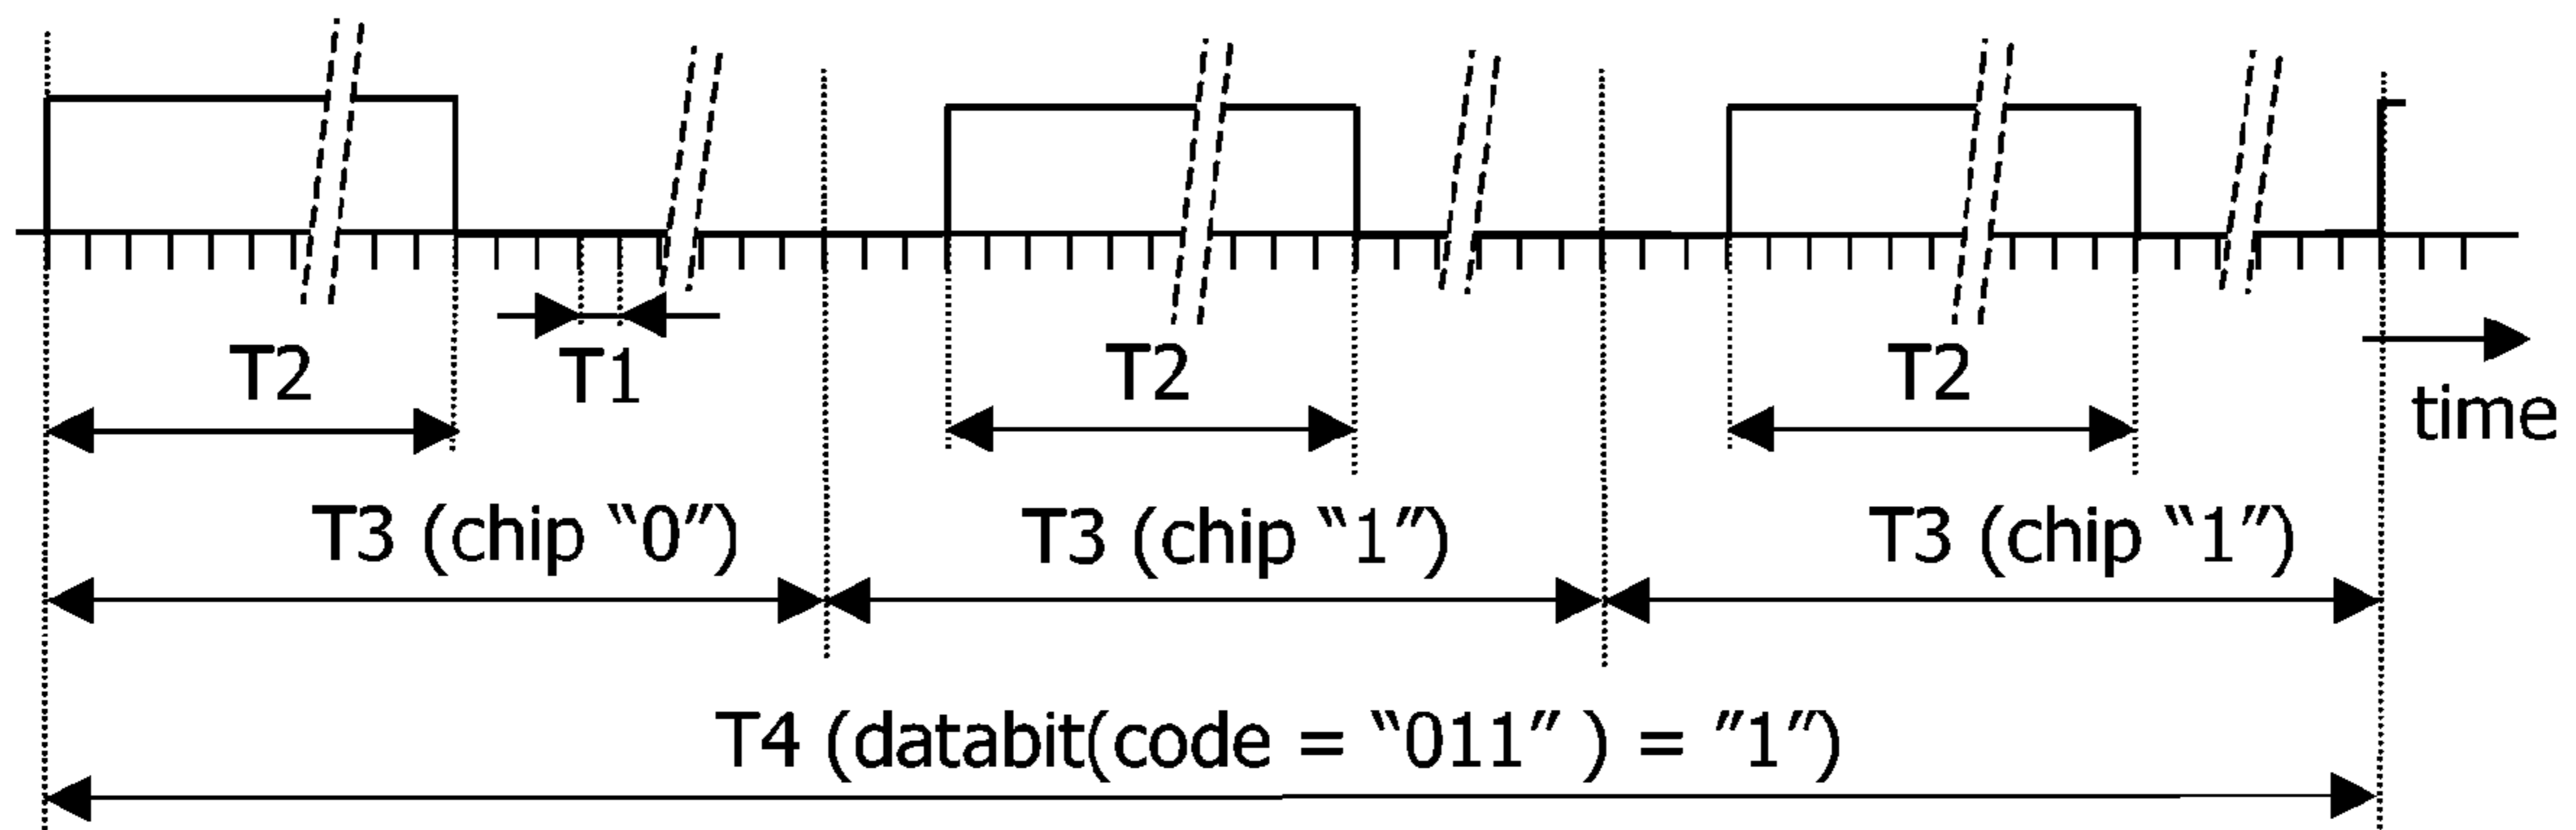 T2 T1 T2 T2
time
T3 (chip “0”) T3 (chip “1”) T3 (chip “1”)
T4 (databit(code = “011” ) = ”1”)